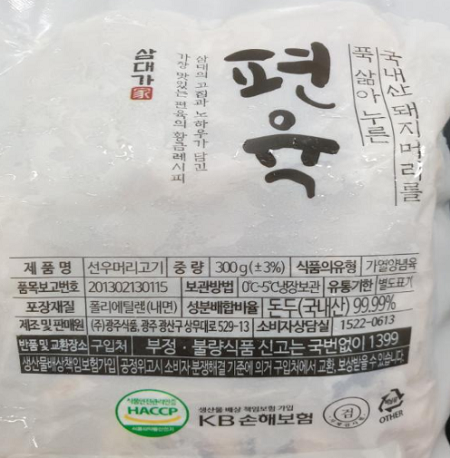 국내산 돼지머리를
푹 삶아 누른
편육
삼대의 고집과 노하우가 담긴
가장 맛있는 편육의 황금레시피
삼대가 家
제품명 선우머리고기 중량 300g(±3%) 식품의유형 가열양념육
품목보고번호 201302130115 보관방법 0℃~5℃냉장보관 유통기한 별도표기
포장재질 폴리에틸렌(내면) 성분배합비율 돈두(국내산) 99.99%
제조 및 판매원 (주)광주식품, 광주 광산구 상무대로 529-13 소비자상담실 1522-0613
반품 및 교환장소 구입처 부정·불량식품 신고는 국번없이 1399
생산물배상책임보험가입 공정위고시 소비자 분쟁해결 기준에 의거 구입처에서 교환, 보상받을 수 있습니다.
HACCP
생산물 배상 책임보험 가입
KB손해보험
검
OTHER